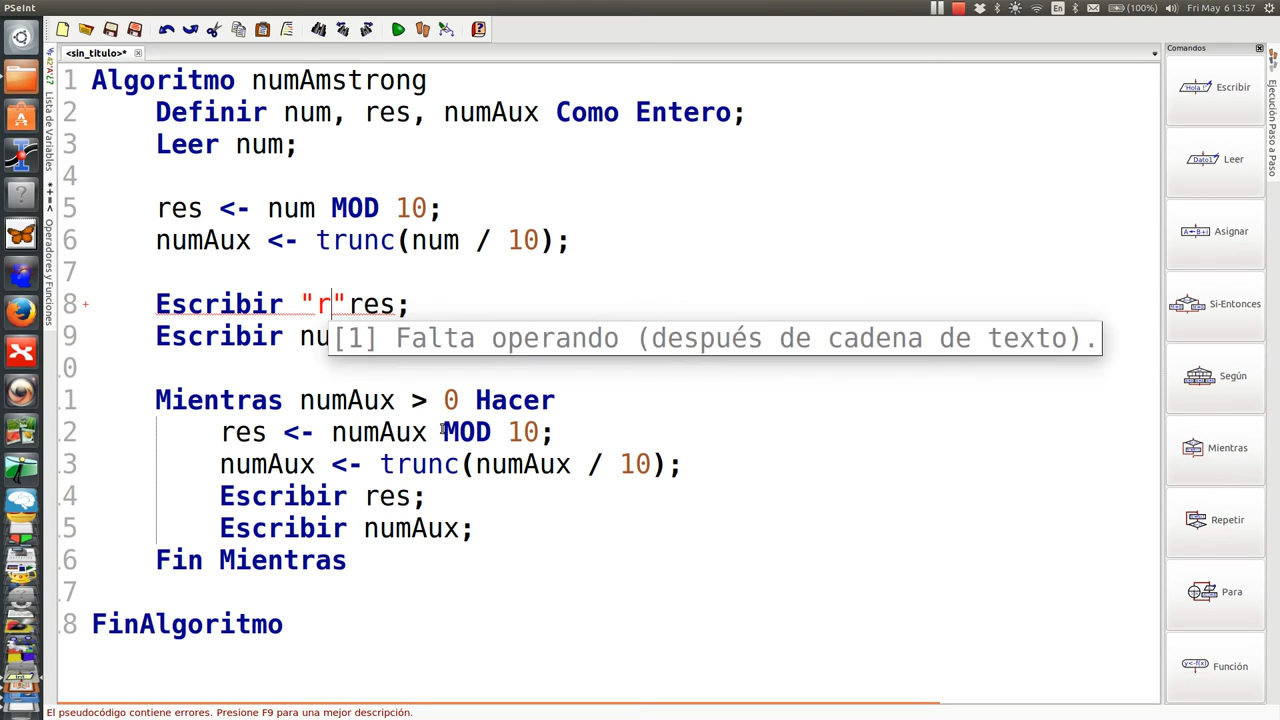 PSeInt
En
(100%)
Fri May 6 13:57
<sin_titulo>*
Comandos
1 Algoritmo numAmstrong
2 Definir num, res, numAux Como Entero;
3 Leer num;
4
5 res <- num MOD 10;
6 numAux <- trunc(num / 10);
7
8 Escribir "r"res;
[1] Falta operando (después de cadena de texto).
9 Escribir nu
0
1 Mientras numAux > 0 Hacer
2 res <- numAux MOD 10;
3 numAux <- trunc(numAux / 10);
4 Escribir res;
5 Escribir numAux;
6 Fin Mientras
7
8 FinAlgoritmo
Lista de Variables
Operadores y Funciones
Escribir
Leer
Asignar
Si-Entonces
Según
Mientras
Repetir
Para
Función
Ejecución Paso a Paso
El pseudocódigo contiene errores. Presione F9 para una mejor descripción.